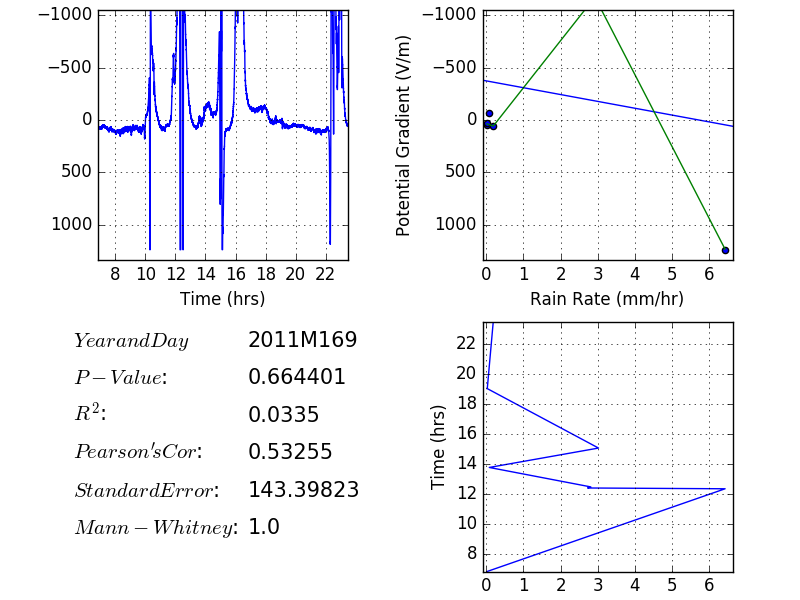 −1000
−500
0
500
1000
8 10 12 14 16 18 20 22
Time (hrs)
−1000
−500
0
500
1000
Potential Gradient (V/m)
0 1 2 3 4 5 6
Rain Rate (mm/hr)
YearandDay 2011M169
P−Value: 0.664401
R²: 0.0335
Pearson'sCor: 0.53255
StandardError: 143.39823
Mann−Whitney: 1.0
22
20
18
16
14
12
10
8
Time (hrs)
0 1 2 3 4 5 6